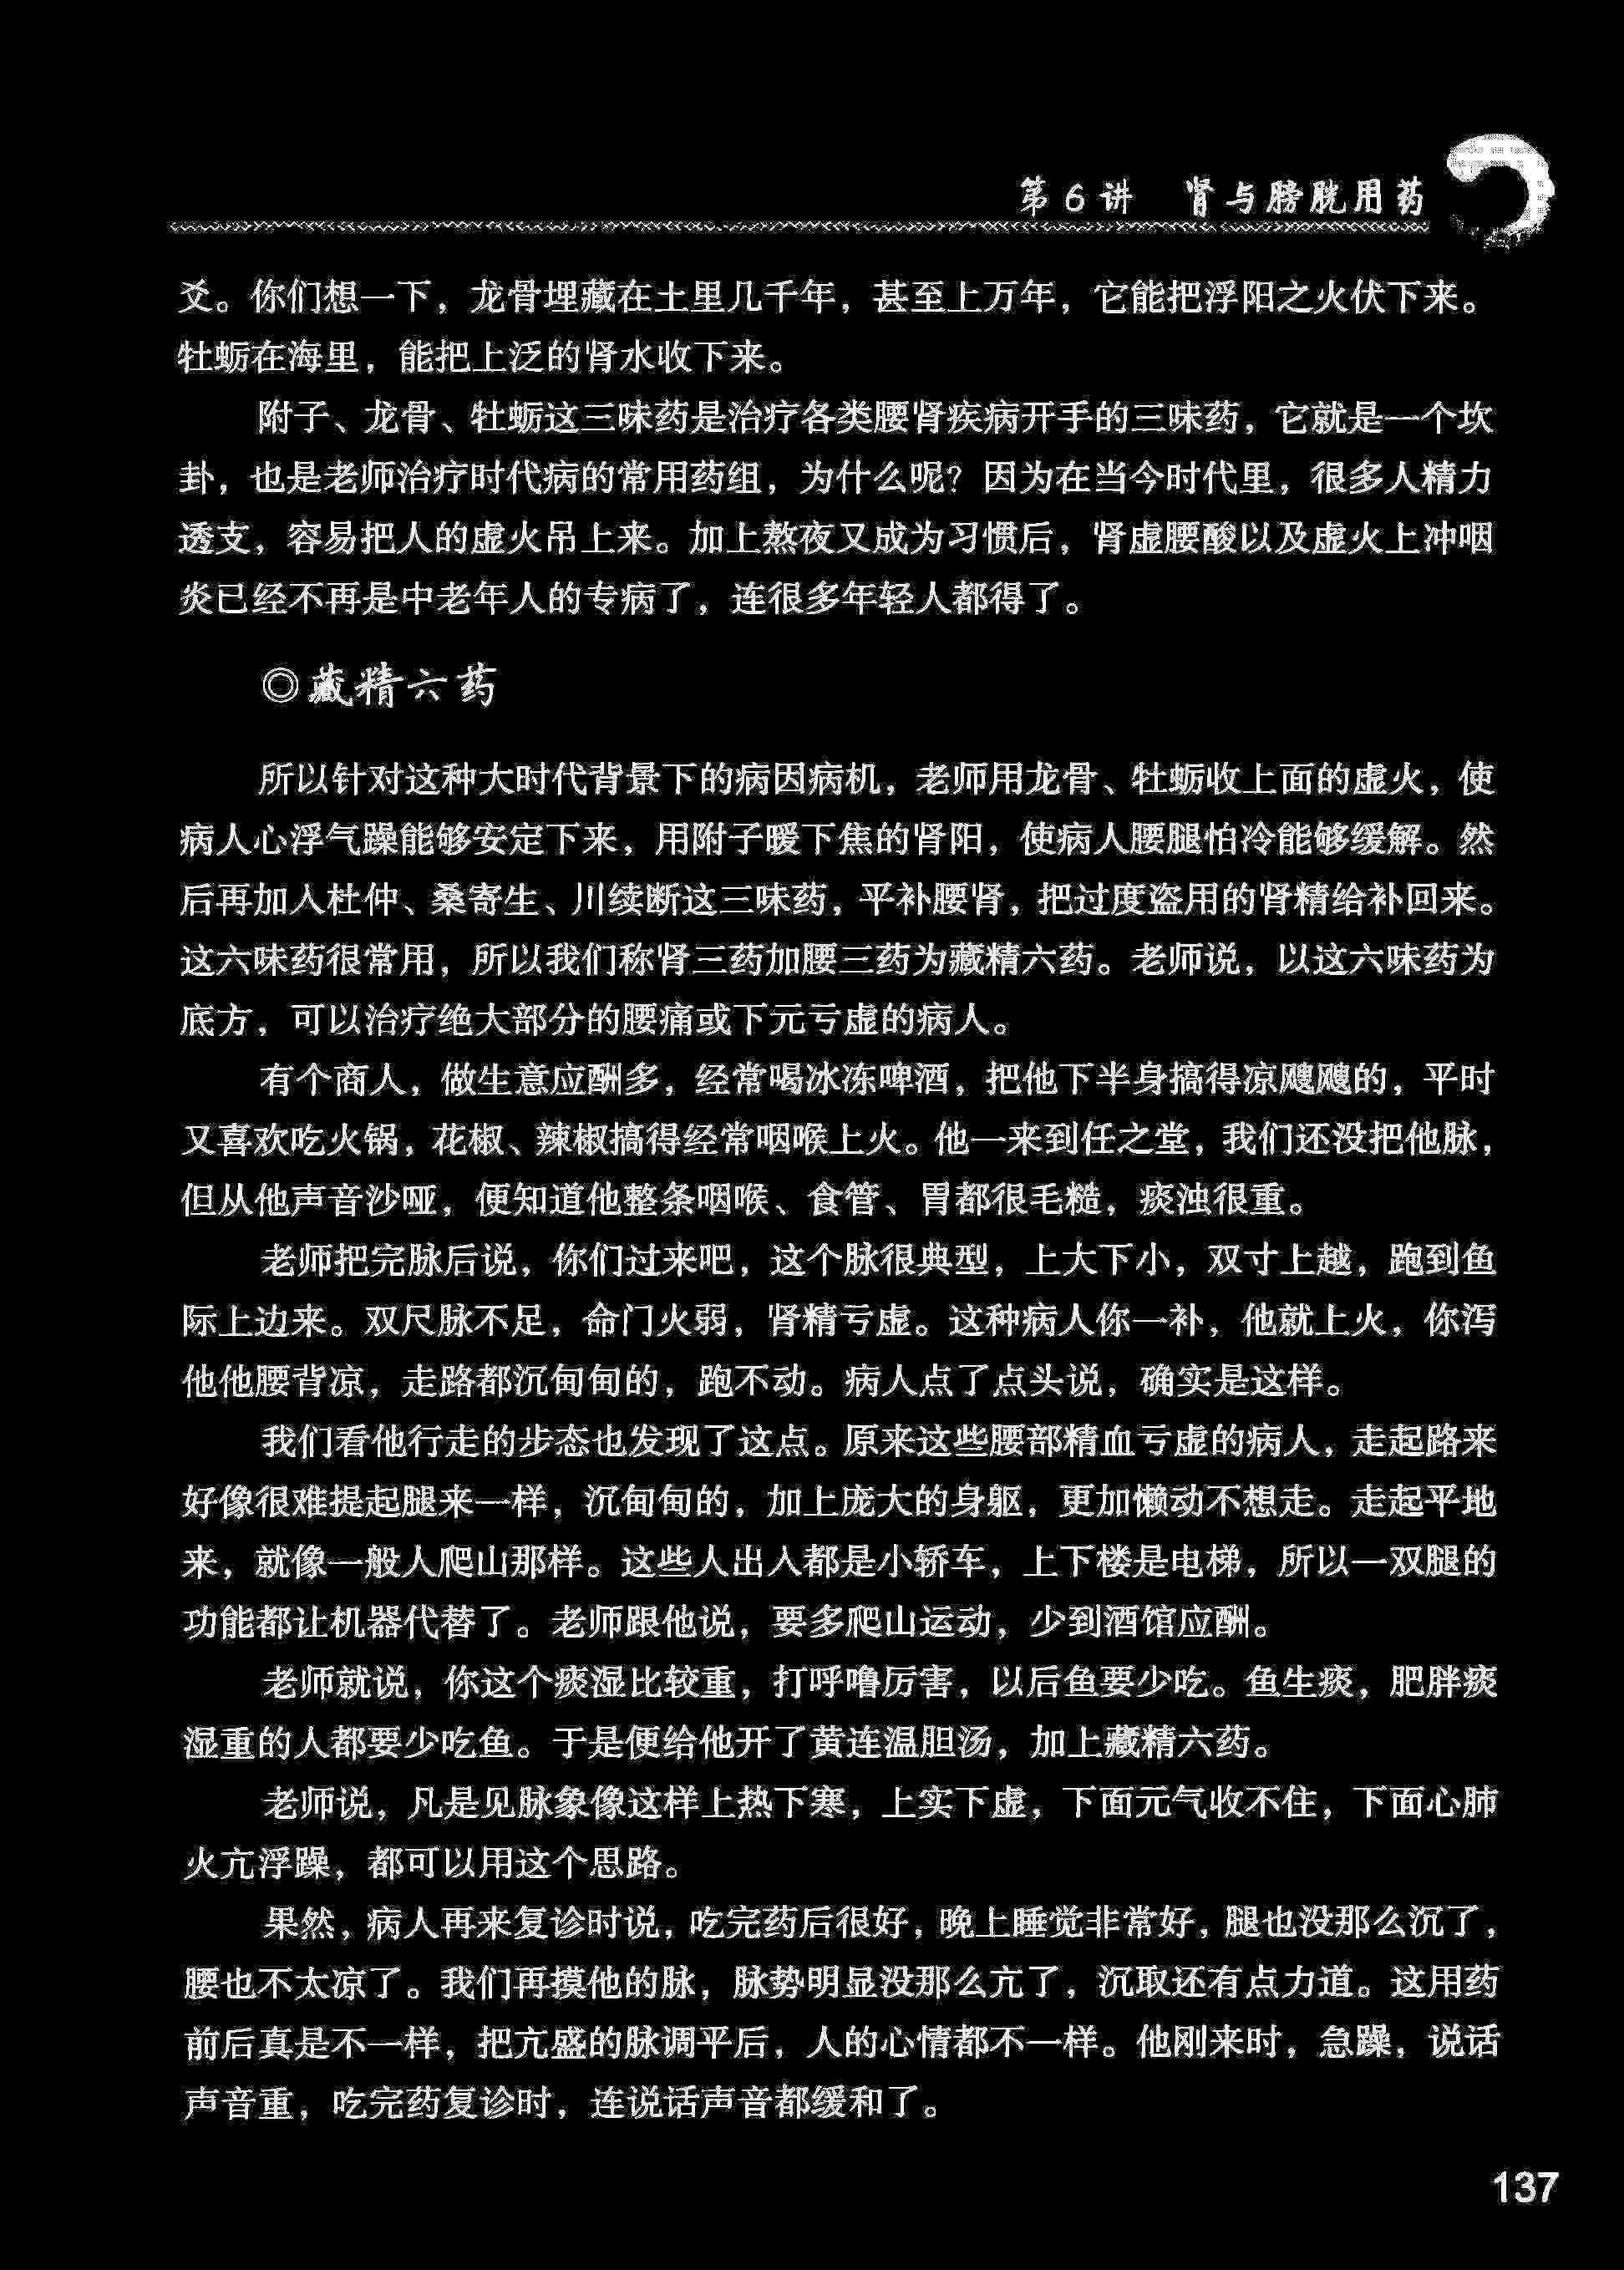 第6讲 肾与膀胱用药
爻。你们想一下，龙骨埋藏在土里几千年，甚至上万年，它能把浮阳之火伏下来。
牡蛎在海里，能把上泛的肾水收下来。
附子、龙骨、牡蛎这三味药是治疗各类腰肾疾病开手的三味药，它就是一个坎
卦，也是老师治疗时代病的常用药组，为什么呢？因为在当今时代里，很多人精力
透支，容易把人的虚火吊上来。加上熬夜又成为习惯后，肾虚腰酸以及虚火上冲咽
炎已经不再是中老年人的专病了，连很多年轻人都得了。
◎藏精六药
所以针对这种大时代背景下的病因病机，老师用龙骨、牡蛎收上面的虚火，使
病人心浮气躁能够安定下来，用附子暖下焦的肾阳，使病人腰腿怕冷能够缓解。然
后再加入杜仲、桑寄生、川续断这三味药，平补腰肾，把过度盗用的肾精给补回来。
这六味药很常用，所以我们称肾三药加腰三药为藏精六药。老师说，以这六味药为
底方，可以治疗绝大部分的腰痛或下元亏虚的病人。
有个商人，做生意应酬多，经常喝冰冻啤酒，把他下半身搞得凉飕飕的，平时
又喜欢吃火锅，花椒、辣椒搞得经常咽喉上火。他一来到任之堂，我们还没把他脉，
但从他声音沙哑，便知道他整条咽喉、食管、胃都很毛糙，痰浊很重。
老师把完脉后说，你们过来吧，这个脉很典型，上大下小，双寸上越，跑到鱼
际上边来。双尺脉不足，命门火弱，肾精亏虚。这种病人你一补，他就上火，你泻
他他腰背凉，走路都沉甸甸的，跑不动。病人点了点头说，确实是这样。
我们看他行走的步态也发现了这点。原来这些腰部精血亏虚的病人，走起路来
好像很难提起腿来一样，沉甸甸的，加上庞大的身躯，更加懒动不想走。走起平地
来，就像一般人爬山那样。这些人出入都是小轿车，上下楼是电梯，所以一双腿的
功能都让机器代替了。老师跟他说，要多爬山运动，少到酒馆应酬。
老师就说，你这个痰湿比较重，打呼噜厉害，以后鱼要少吃。鱼生痰，肥胖痰
湿重的人都要少吃鱼。于是便给他开了黄连温胆汤，加上藏精六药。
老师说，凡是见脉象像这样上热下寒，上实下虚，下面元气收不住，下面心肺
火亢浮躁，都可以用这个思路。
果然，病人再来复诊时说，吃完药后很好，晚上睡觉非常好，腿也没那么沉了，
腰也不太凉了。我们再摸他的脉，脉势明显没那么亢了，沉取还有点力道。这用药
前后真是不一样，把亢盛的脉调平后，人的心情都不一样。他刚来时，急躁，说话
声音重，吃完药复诊时，连说话声音都缓和了。
137